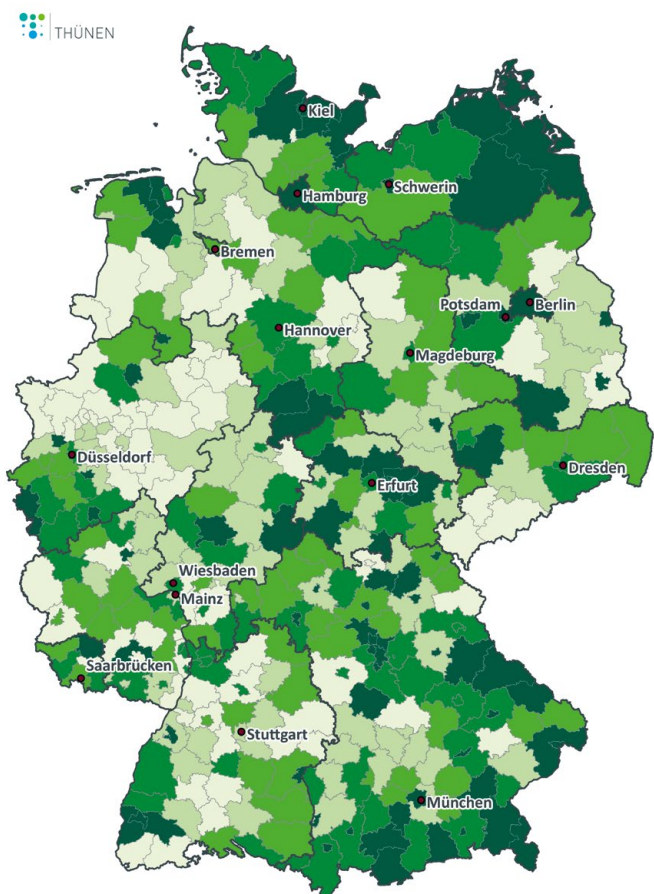 THÜNEN
Kiel
Hamburg
Schwerin
Bremen
Potsdam
Berlin
Hannover
Magdeburg
Düsseldorf
Dresden
Erfurt
Wiesbaden
Mainz
Saarbrücken
Stuttgart
München